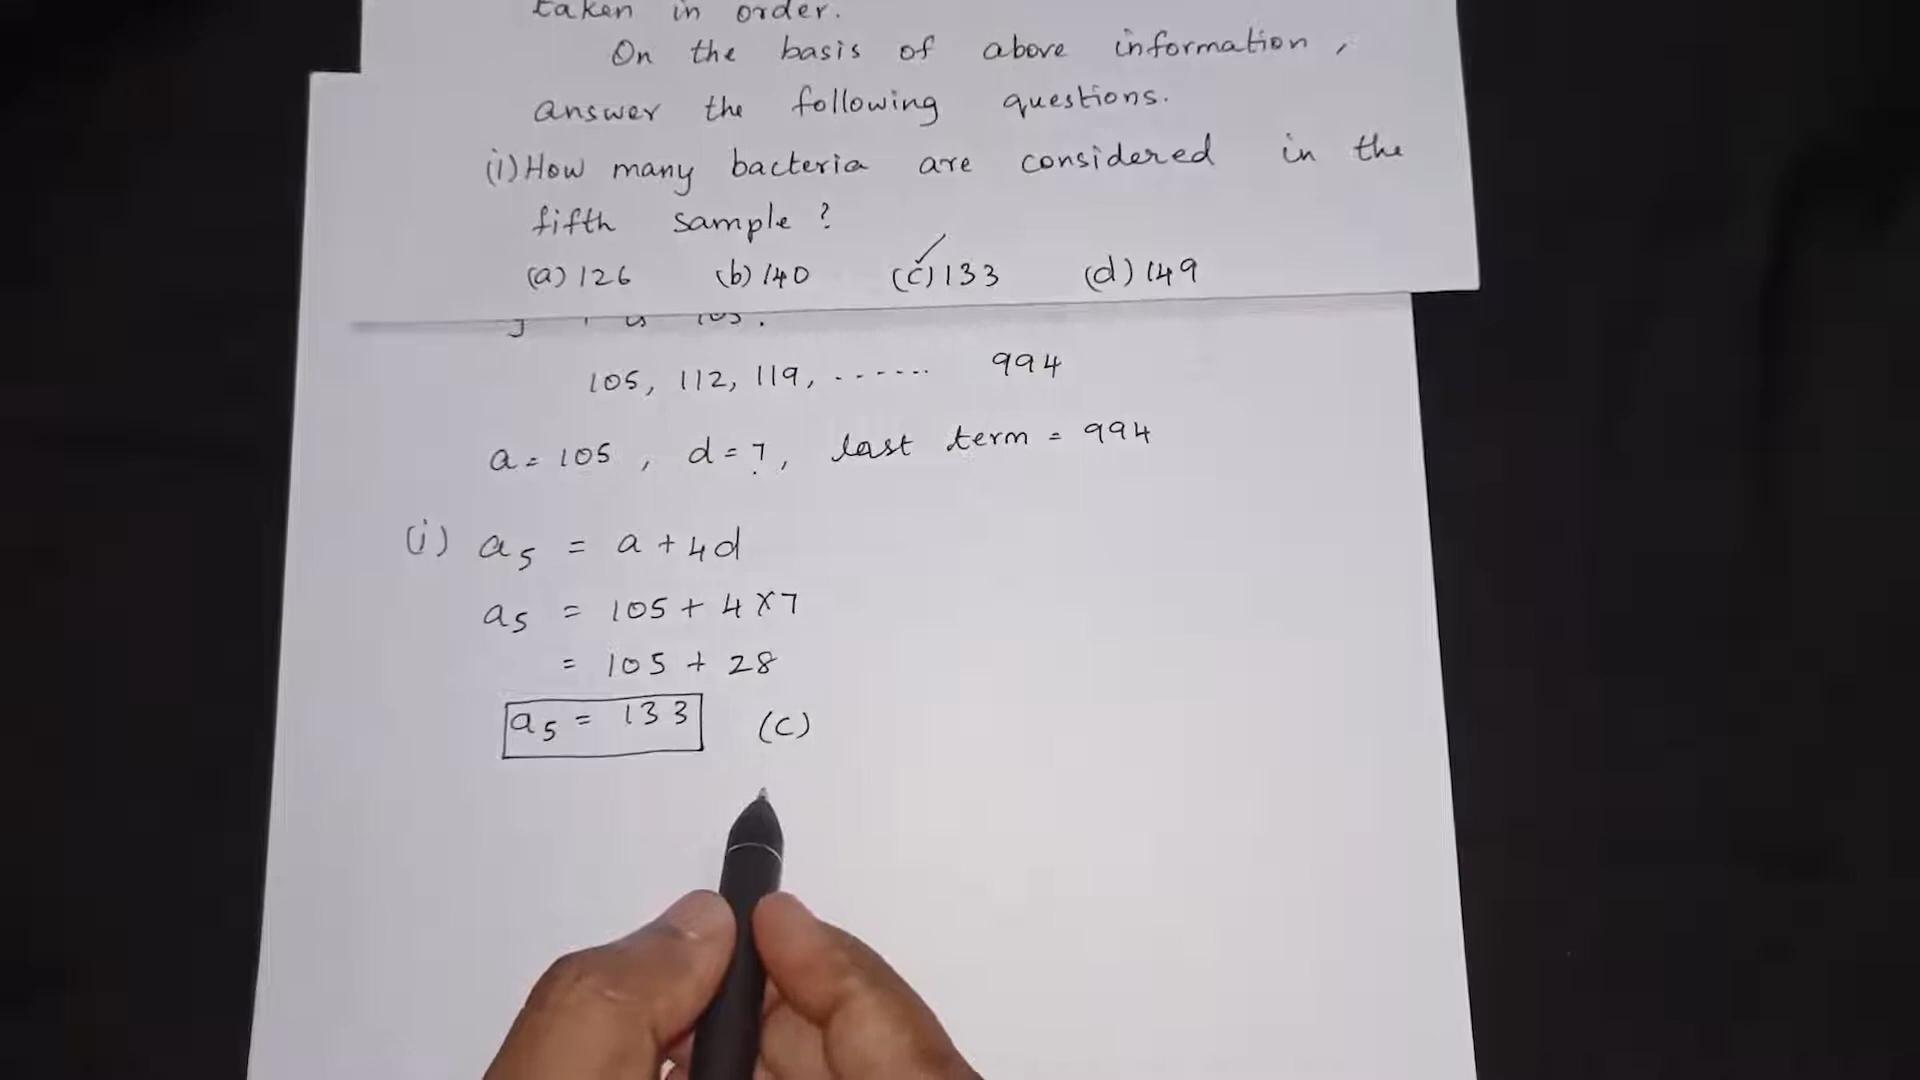 taken in order.
On the basis of above information,
answer the following questions.
(i) How many bacteria are considered in the
fifth sample?
(a) 126 (b) 140 (c) 133 (d) 149
is 105.
105, 112, 119, ....... 994
a = 105, d = 7, last term = 994
(i) a₅ = a + 4d
a₅ = 105 + 4 × 7
= 105 + 28
a₅ = 133 (C)